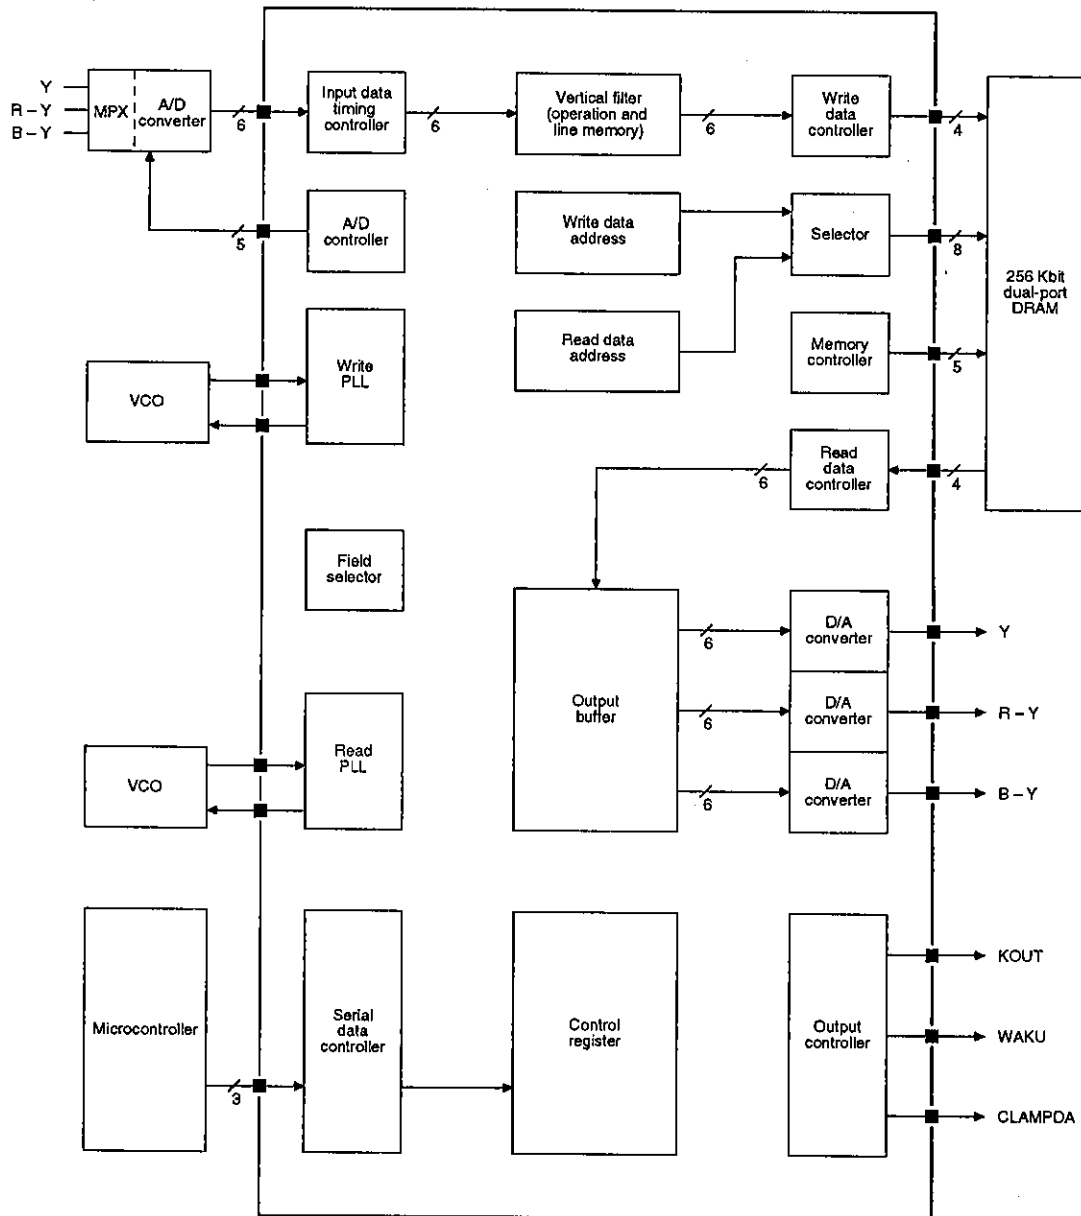 Y
R – Y
B – Y
MPX
A/D
converter
6
Input data
timing
controller
6
Vertical filter
(operation and
line memory)
6
Write
data
controller
4
5
A/D
controller
Write data
address
Selector
8
256 Kbit
dual-port
DRAM
Read data
address
Memory
controller
5
VCO
Write
PLL
6
Read
data
controller
4
Field
selector
Output
buffer
6
D/A
converter
Y
6
D/A
converter
R – Y
6
D/A
converter
B – Y
VCO
Read
PLL
Microcontroller
3
Serial
data
controller
Control
register
Output
controller
KOUT
WAKU
CLAMPDA